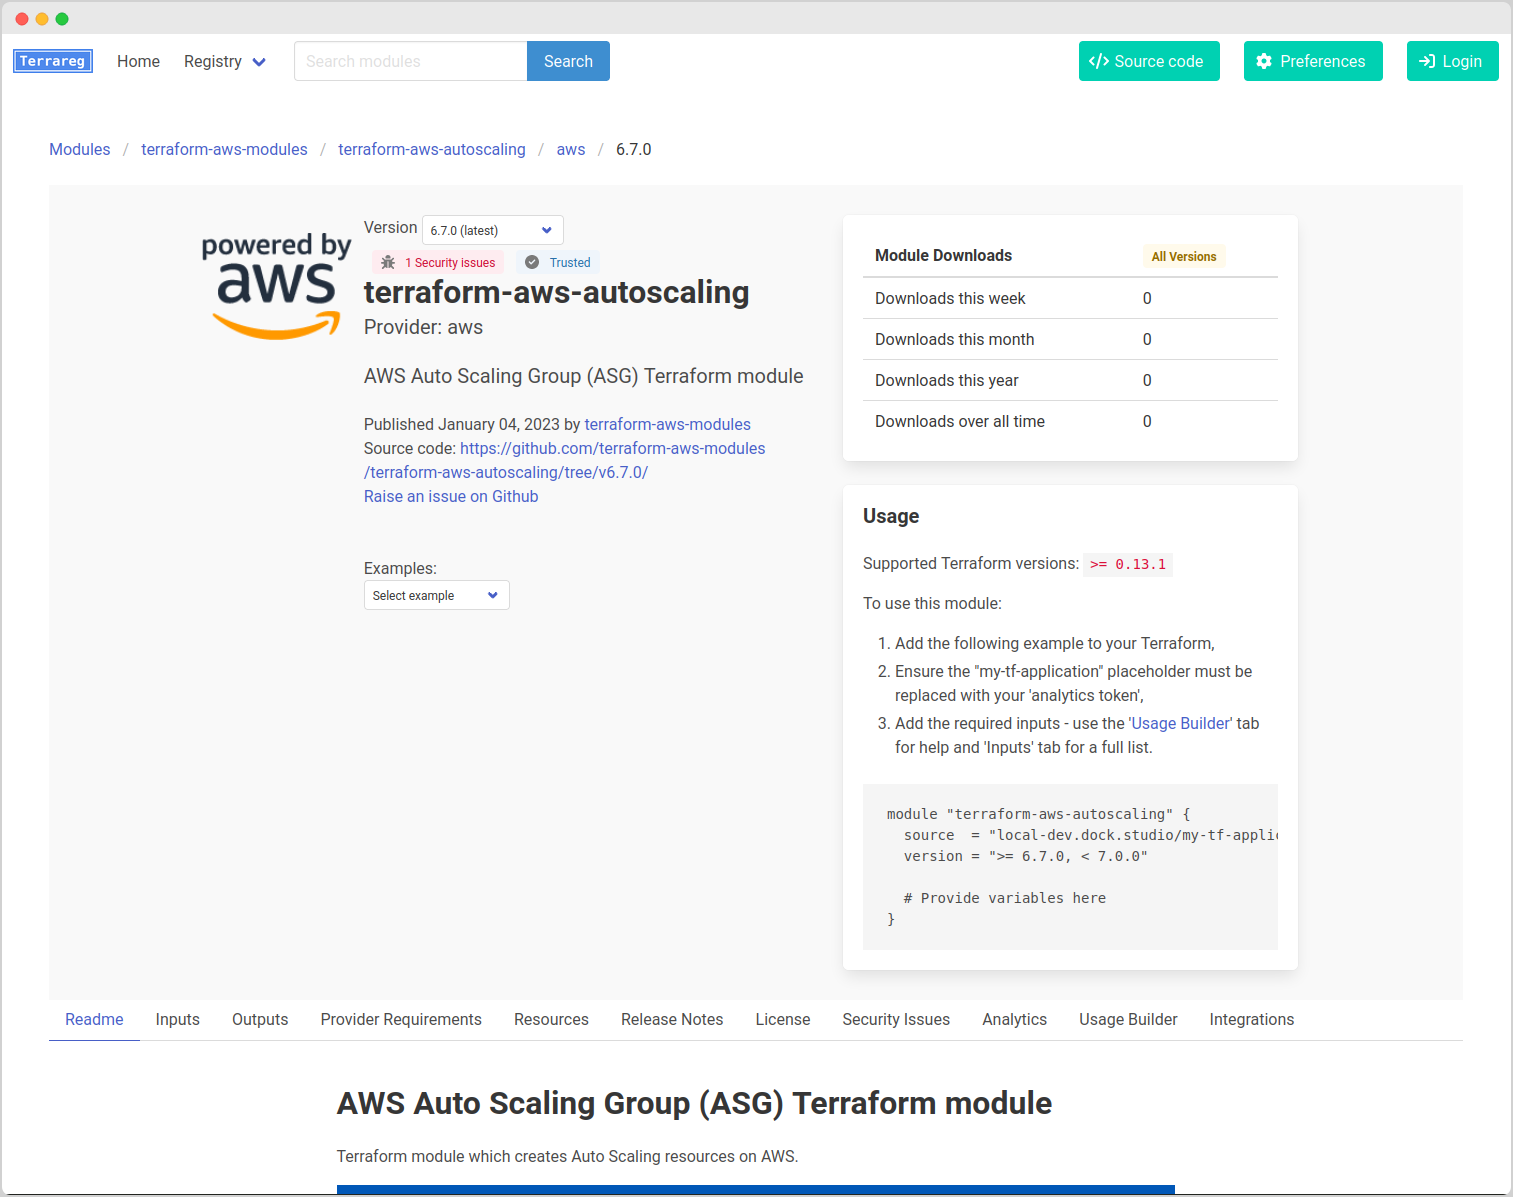 Terrareg
Home
Registry
Search modules
Search
Source code
Preferences
Login
Modules / terraform-aws-modules / terraform-aws-autoscaling / aws / 6.7.0
powered by
aws
Version
6.7.0 (latest)
1 Security issues
Trusted
terraform-aws-autoscaling
Provider: aws
AWS Auto Scaling Group (ASG) Terraform module
Published January 04, 2023 by terraform-aws-modules
Source code: https://github.com/terraform-aws-modules
/terraform-aws-autoscaling/tree/v6.7.0/
Raise an issue on Github
Examples:
Select example
Module Downloads
All Versions
Downloads this week 0
Downloads this month 0
Downloads this year 0
Downloads over all time 0
Usage
Supported Terraform versions: >= 0.13.1
To use this module:
1. Add the following example to your Terraform,
2. Ensure the "my-tf-application" placeholder must be
replaced with your 'analytics token',
3. Add the required inputs - use the 'Usage Builder' tab
for help and 'Inputs' tab for a full list.
module "terraform-aws-autoscaling" {
source  = "local-dev.dock.studio/my-tf-applic
version = ">= 6.7.0, < 7.0.0"
# Provide variables here
}
Readme
Inputs
Outputs
Provider Requirements
Resources
Release Notes
License
Security Issues
Analytics
Usage Builder
Integrations
AWS Auto Scaling Group (ASG) Terraform module
Terraform module which creates Auto Scaling resources on AWS.